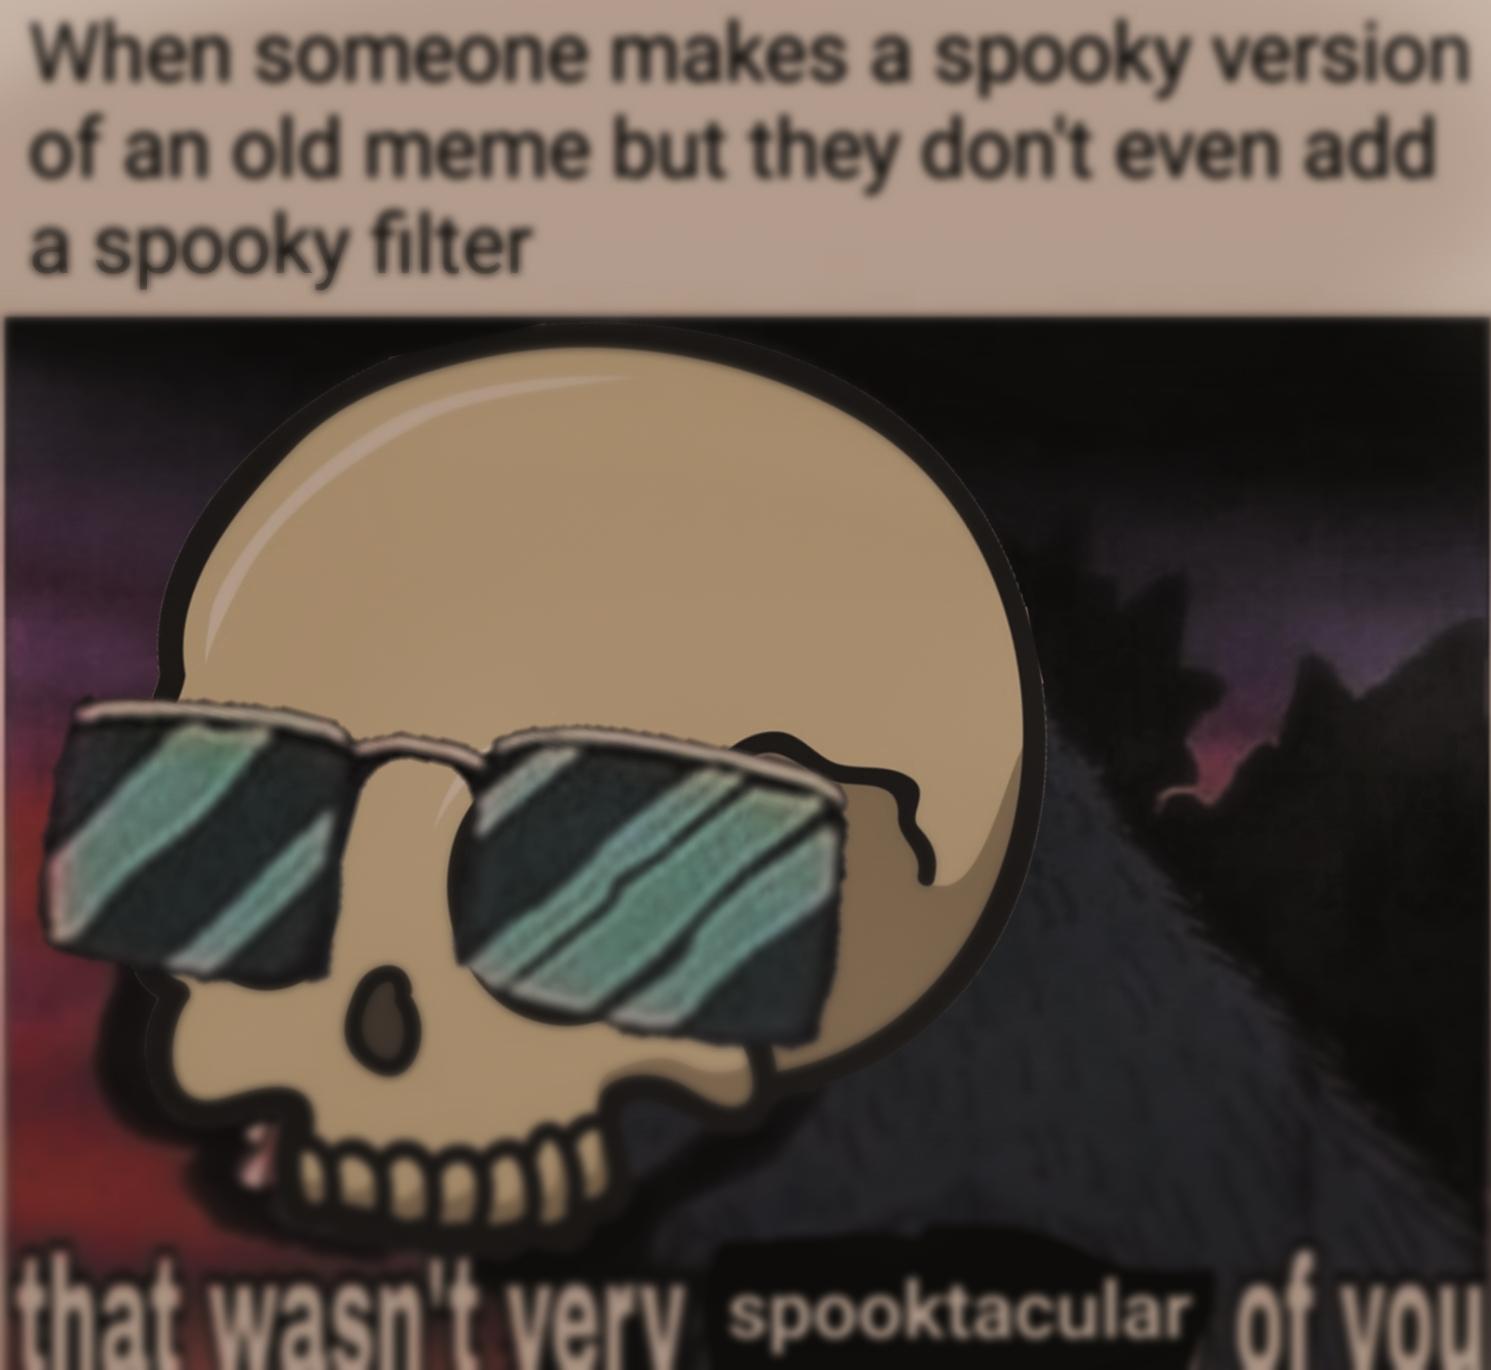 When someone makes a spooky version
of an old meme but they don't even add
a spooky filter
that wasn't very spooktacular of you